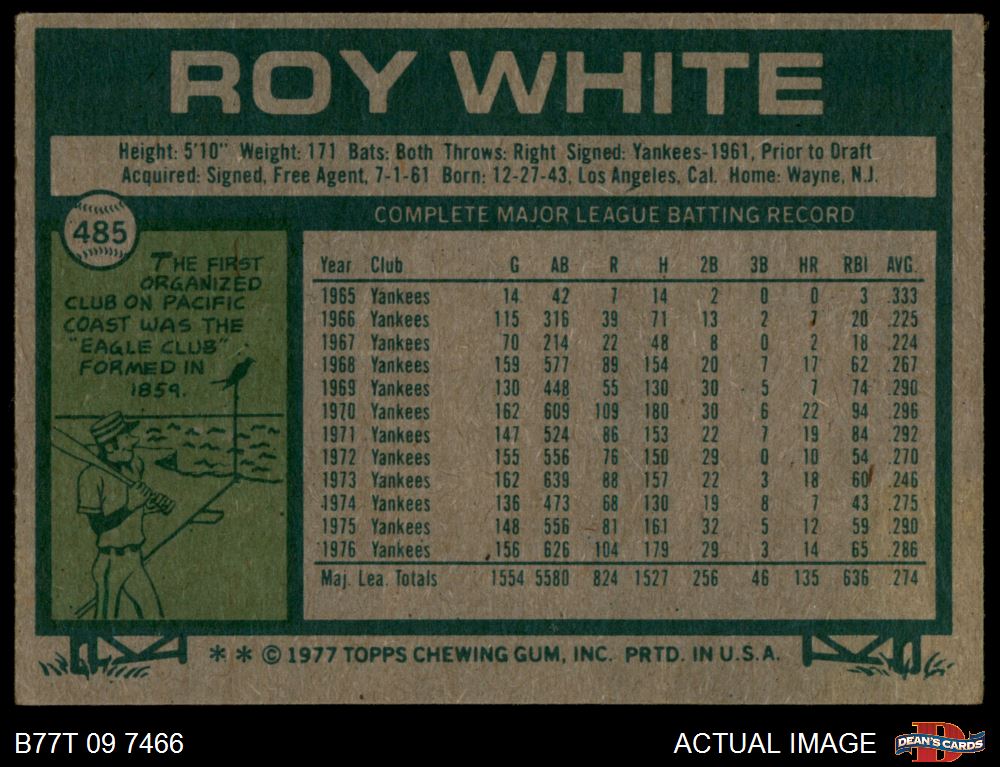 ROY WHITE
Height: 5'10" Weight: 171 Bats: Both Throws: Right Signed: Yankees-1961, Prior to Draft
Acquired: Signed, Free Agent, 7-1-61 Born: 12-27-43, Los Angeles, Cal. Home: Wayne, N.J.
485
COMPLETE MAJOR LEAGUE BATTING RECORD
THE FIRST
ORGANIZED
CLUB ON PACIFIC
COAST WAS THE
"EAGLE CLUB"
FORMED IN
1859.
Year Club G AB R H 2B 3B HR RBI AVG.
1965 Yankees 14 42 7 14 2 0 0 3 .333
1966 Yankees 115 316 39 71 13 2 7 20 .225
1967 Yankees 70 214 22 48 8 0 2 18 .224
1968 Yankees 159 577 89 154 20 7 17 62 .267
1969 Yankees 130 448 55 130 30 5 7 74 .290
1970 Yankees 162 609 109 180 30 6 22 94 .296
1971 Yankees 147 524 86 153 22 7 19 84 .292
1972 Yankees 155 556 76 150 29 0 10 54 .270
1973 Yankees 162 639 88 157 22 3 18 60 .246
1974 Yankees 136 473 68 130 19 8 7 43 .275
1975 Yankees 148 556 81 161 32 5 12 59 .290
1976 Yankees 156 626 104 179 29 3 14 65 .286
Maj. Lea. Totals 1554 5580 824 1527 256 46 135 636 .274
** © 1977 TOPPS CHEWING GUM, INC. PRTD. IN U.S.A.
B77T 09 7466
ACTUAL IMAGE
D
DEAN'S CARDS